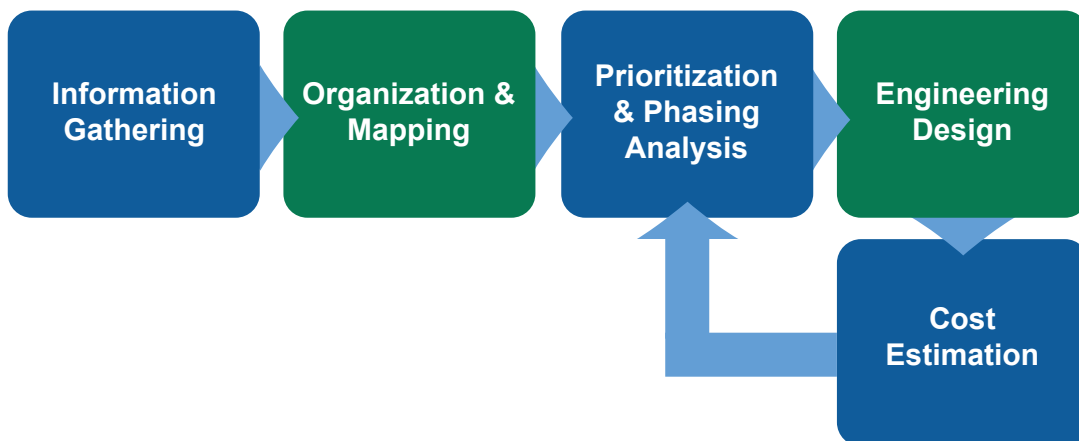 Information
Gathering
Organization &
Mapping
Prioritization
& Phasing
Analysis
Engineering
Design
Cost
Estimation